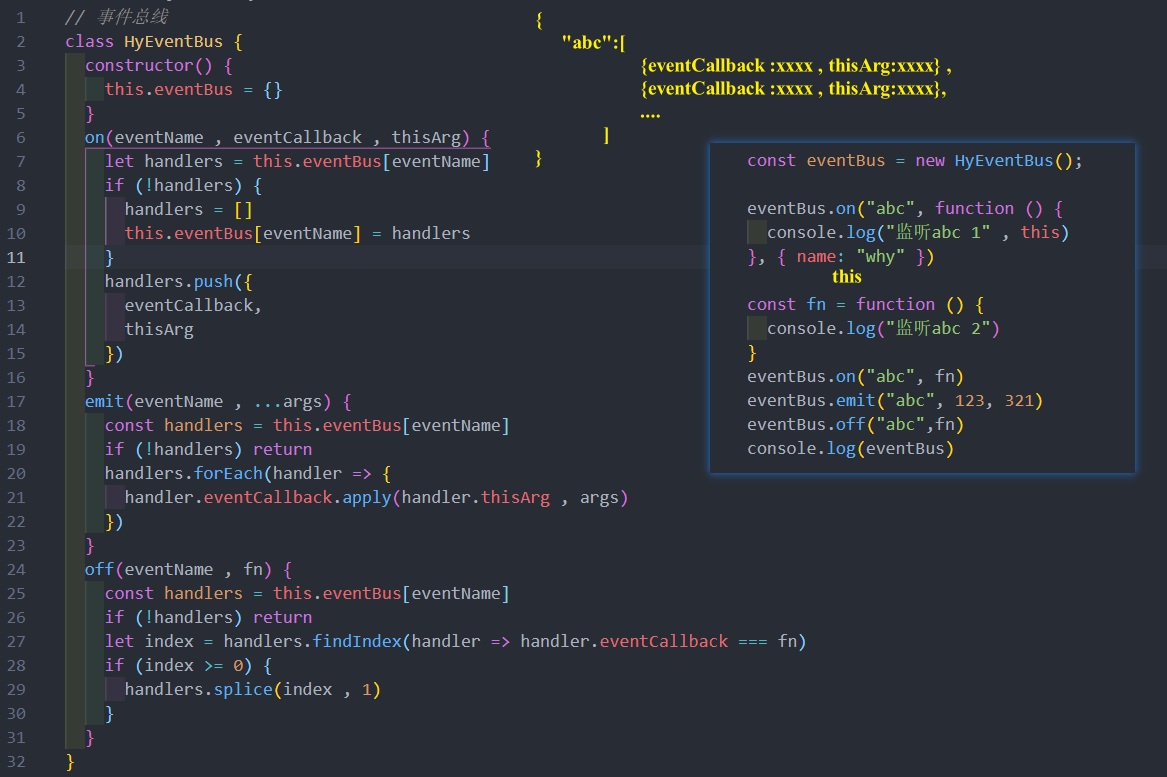 1 // 事件总线
2 class HyEventBus {
3 constructor() {
4 this.eventBus = {}
5 }
6 on(eventName , eventCallback , thisArg) {
7 let handlers = this.eventBus[eventName]
8 if (!handlers) {
9 handlers = []
10 this.eventBus[eventName] = handlers
11 }
12 handlers.push({
13 eventCallback,
14 thisArg
15 })
16 }
17 emit(eventName , ...args) {
18 const handlers = this.eventBus[eventName]
19 if (!handlers) return
20 handlers.forEach(handler => {
21 handler.eventCallback.apply(handler.thisArg , args)
22 })
23 }
24 off(eventName , fn) {
25 const handlers = this.eventBus[eventName]
26 if (!handlers) return
27 let index = handlers.findIndex(handler => handler.eventCallback === fn)
28 if (index >= 0) {
29 handlers.splice(index , 1)
30 }
31 }
32 }
{
"abc":[
{eventCallback :xxxx , thisArg:xxxx} ,
{eventCallback :xxxx , thisArg:xxxx},
....
]
}
const eventBus = new HyEventBus();
eventBus.on("abc", function () {
console.log("监听abc 1" , this)
}, { name: "why" })
this
const fn = function () {
console.log("监听abc 2")
}
eventBus.on("abc", fn)
eventBus.emit("abc", 123, 321)
eventBus.off("abc",fn)
console.log(eventBus)